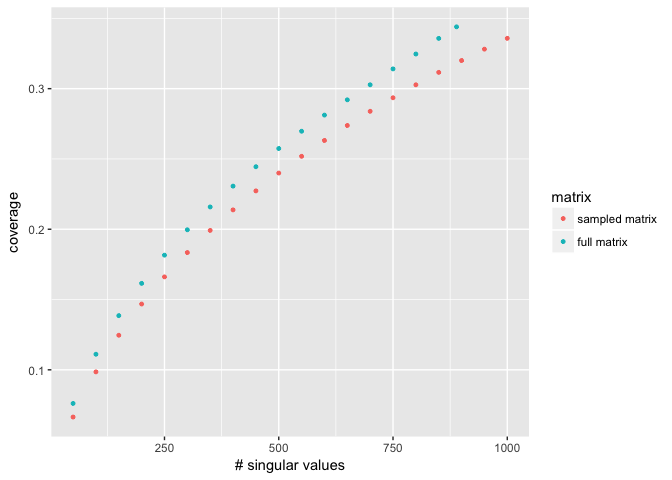 0.3
0.2
0.1
coverage
250
500
750
1000
# singular values
matrix
sampled matrix
full matrix